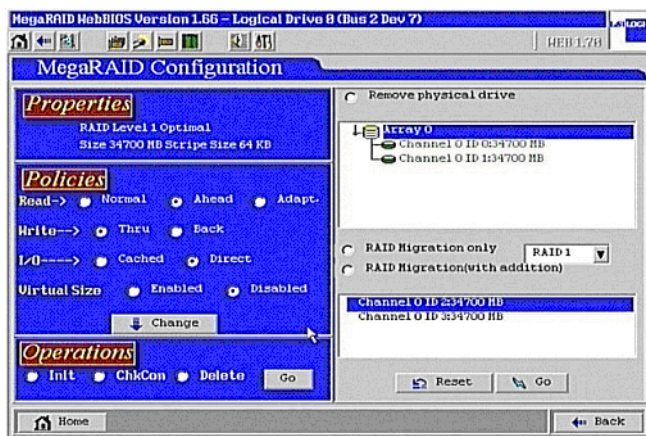 MegaRAID WebBIOS Version 1.66 – Logical Drive 0 (Bus 2 Dev 7)
LSI LOGIC
WEB 1.70
MegaRAID Configuration
Properties
RAID Level 1 Optimal
Size 34700 MB Stripe Size 64 KB
Policies
Read-> Normal Ahead Adapt.
Write--> Thru Back
I/O----> Cached Direct
Virtual Size Enabled Disabled
Change
Operations
Init ChkCon Delete Go
Remove physical drive
Array 0
Channel 0 ID 0:34700 MB
Channel 0 ID 1:34700 MB
RAID Migration only RAID 1
RAID Migration(with addition)
Channel 0 ID 2:34700 MB
Channel 0 ID 3:34700 MB
Reset Go
Home Back